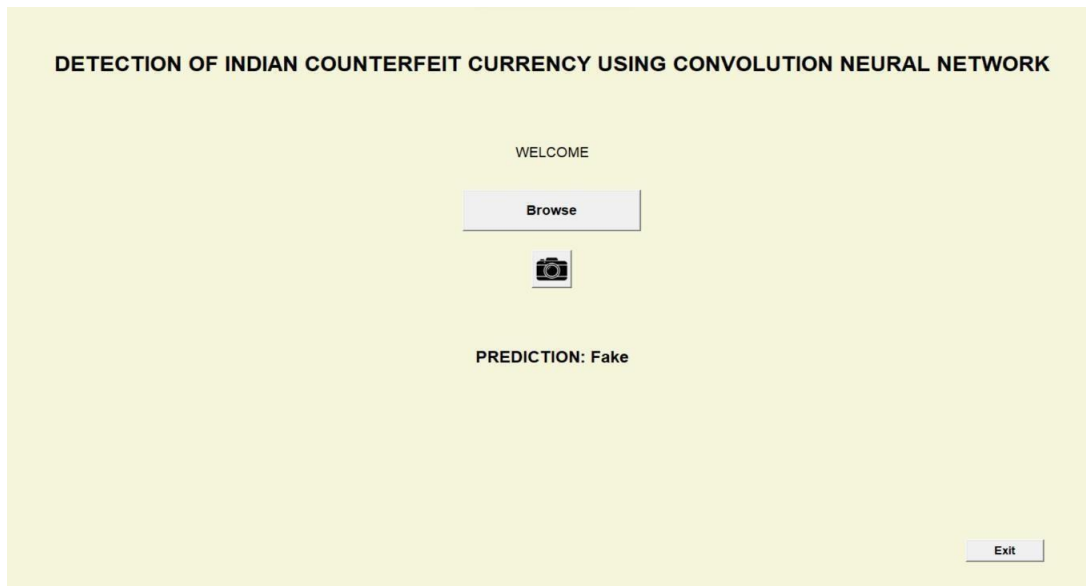 DETECTION OF INDIAN COUNTERFEIT CURRENCY USING CONVOLUTION NEURAL NETWORK
WELCOME
Browse
PREDICTION: Fake
Exit